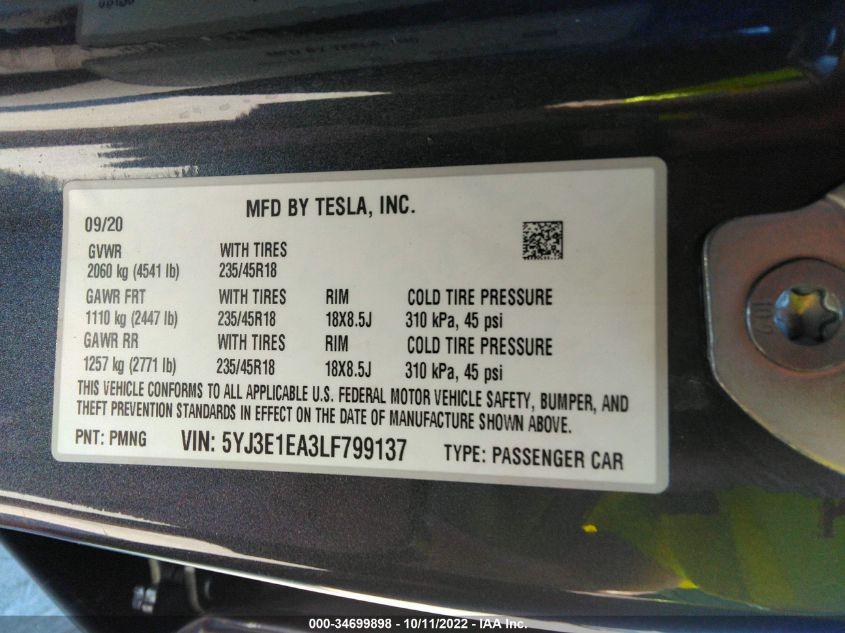 MFD BY TESLA, INC.
09/20
GVWR WITH TIRES
2060 kg (4541 lb) 235/45R18
GAWR FRT WITH TIRES RIM COLD TIRE PRESSURE
1110 kg (2447 lb) 235/45R18 18X8.5J 310 kPa, 45 psi
GAWR RR WITH TIRES RIM COLD TIRE PRESSURE
1257 kg (2771 lb) 235/45R18 18X8.5J 310 kPa, 45 psi
THIS VEHICLE CONFORMS TO ALL APPLICABLE U.S. FEDERAL MOTOR VEHICLE SAFETY, BUMPER, AND
THEFT PREVENTION STANDARDS IN EFFECT ON THE DATE OF MANUFACTURE SHOWN ABOVE.
PNT: PMNG VIN: 5YJ3E1EA3LF799137 TYPE: PASSENGER CAR
000-34699898 - 10/11/2022 - IAA Inc.